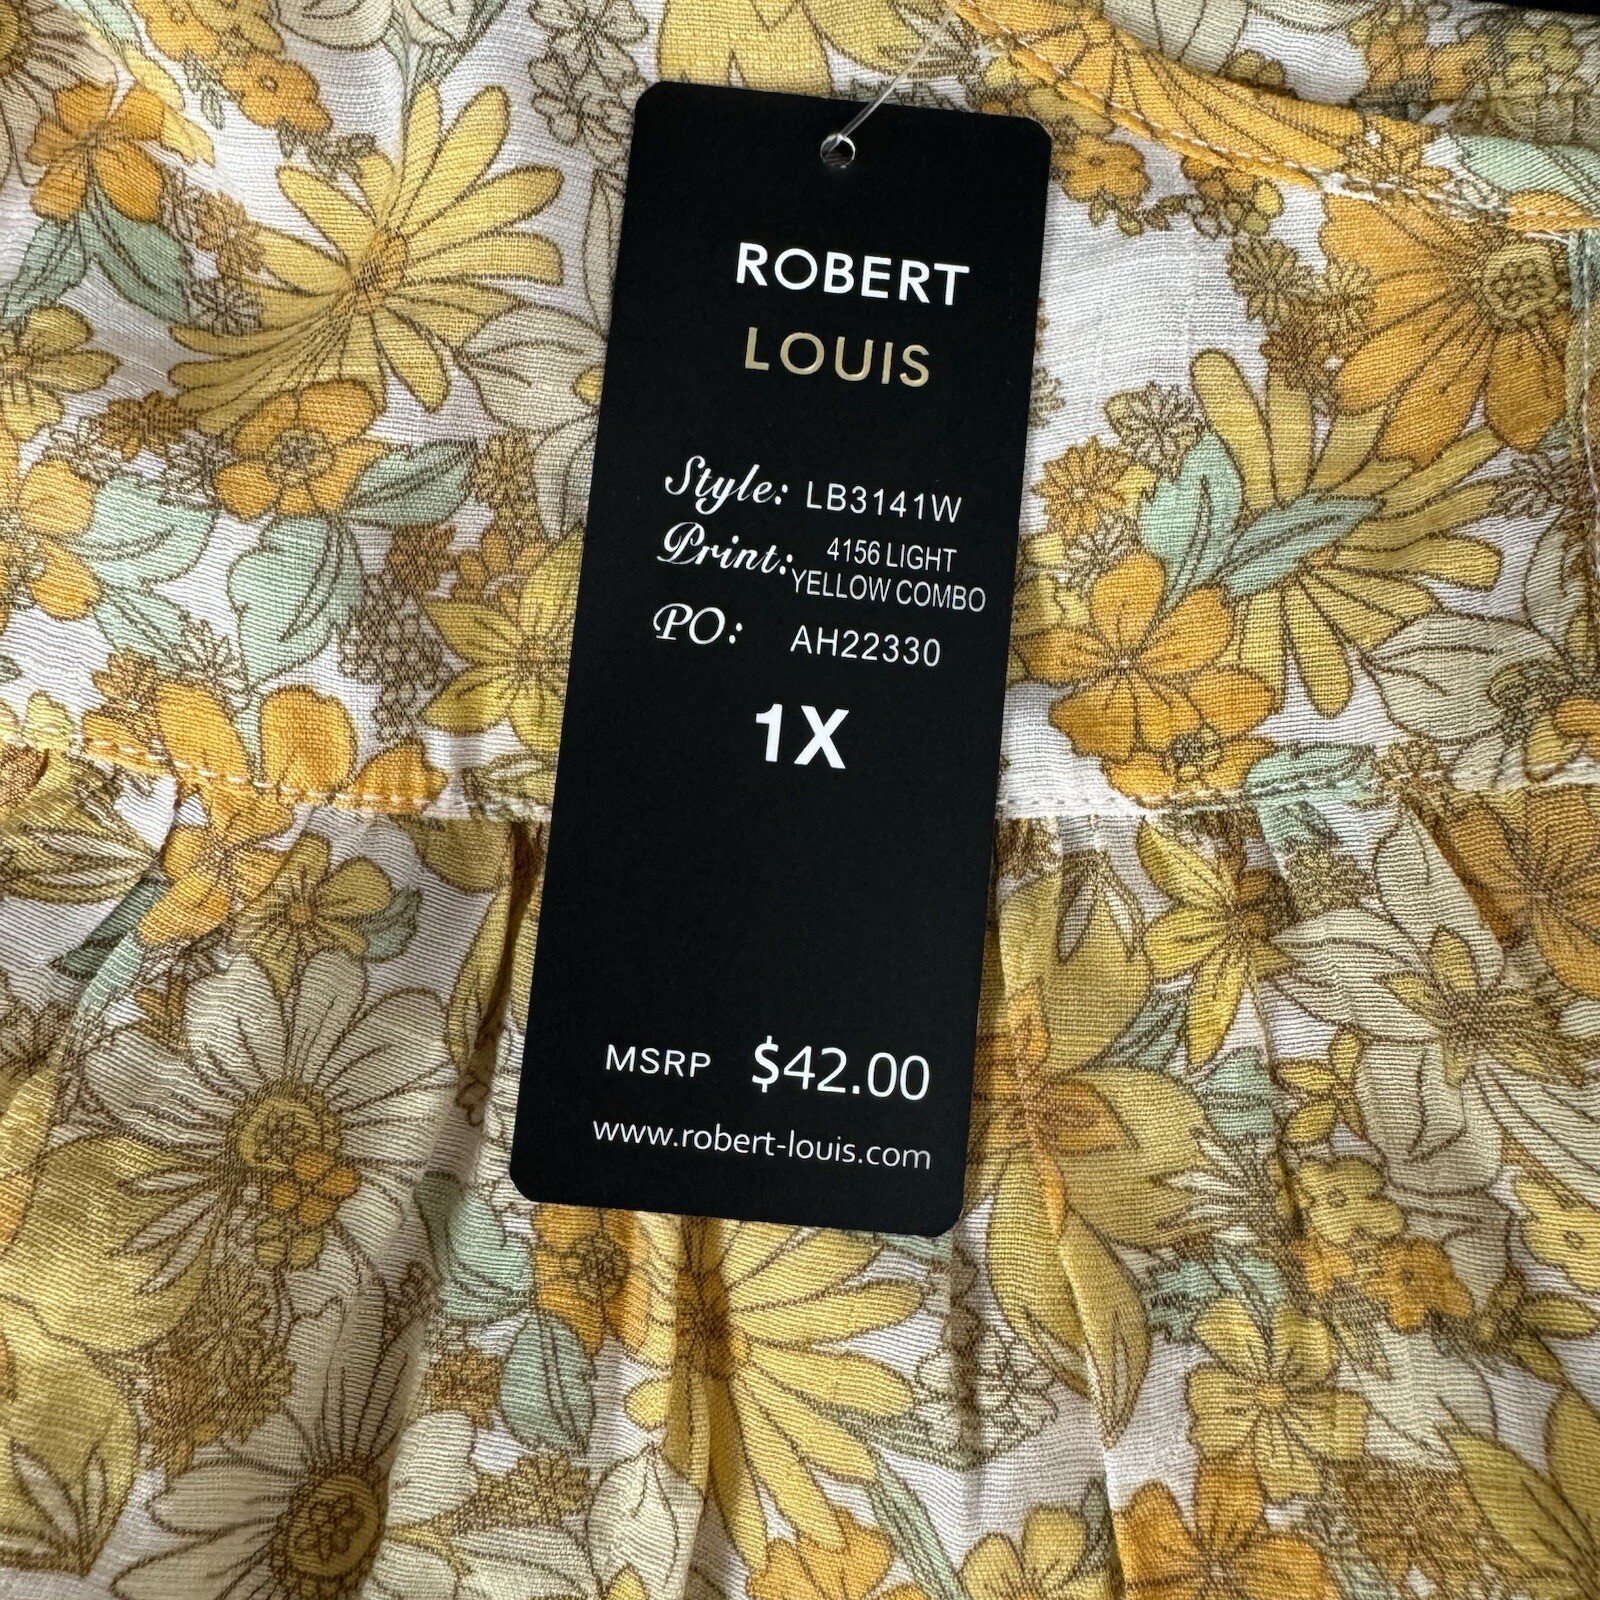 ROBERT
LOUIS
Style: LB3141W
Print: 4156 LIGHT
YELLOW COMBO
PO: AH22330
1X
MSRP $42.00
www.robert-louis.com